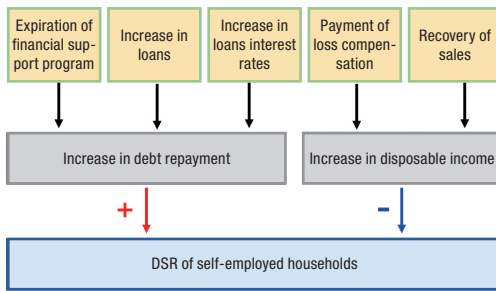 Expiration of
financial sup-
port program
Increase in
loans
Increase in
loans interest
rates
Payment of
loss compen-
sation
Recovery of
sales
Increase in debt repayment
Increase in disposable income
+
−
DSR of self-employed households